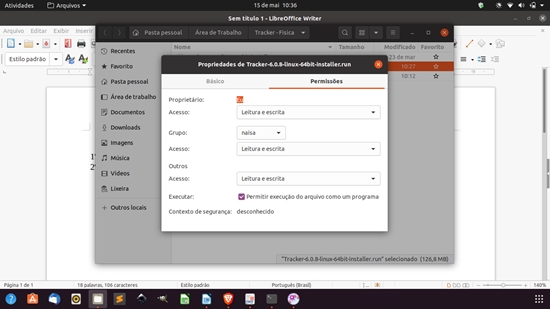 Atividades Arquivos 15 de mai 10:36
Sem título 1 - LibreOffice Writer
Pasta pessoal Área de Trabalho Tracker - Física
Arquivo Editar Exibir Inserir
Recentes Nome Tamanho Modificado Favorito
23 de mar
Estilo padrão
Favorito 10:27
Pasta pessoal 10:12
Área de trabalho
Documentos
Downloads
Imagens
Música
Vídeos
Lixeira
Outros locais
Propriedades de Tracker-6.0.8-linux-64bit-installer.run
Básico Permissões
Proprietário: Eu
Acesso: Leitura e escrita
Grupo: naisa
Acesso: Leitura e escrita
Outros
Acesso: Leitura e escrita
Executar: Permitir execução do arquivo como um programa
Contexto de segurança: desconhecido
"Tracker-6.0.8-linux-64bit-installer.run" selecionado (126,8 MB)
Página 1 de 1 18 palavras, 106 caracteres Estilo padrão Português (Brasil) 140%